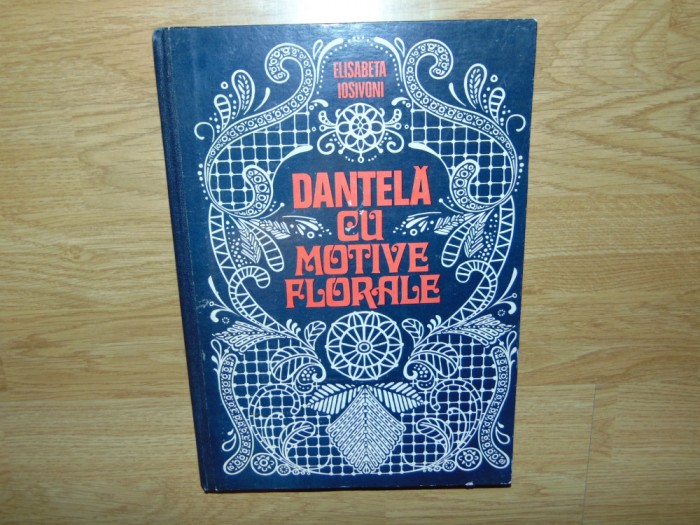 ELISABETA
IOSIVONI
DANTELĂ
CU
MOTIVE
FLORALE